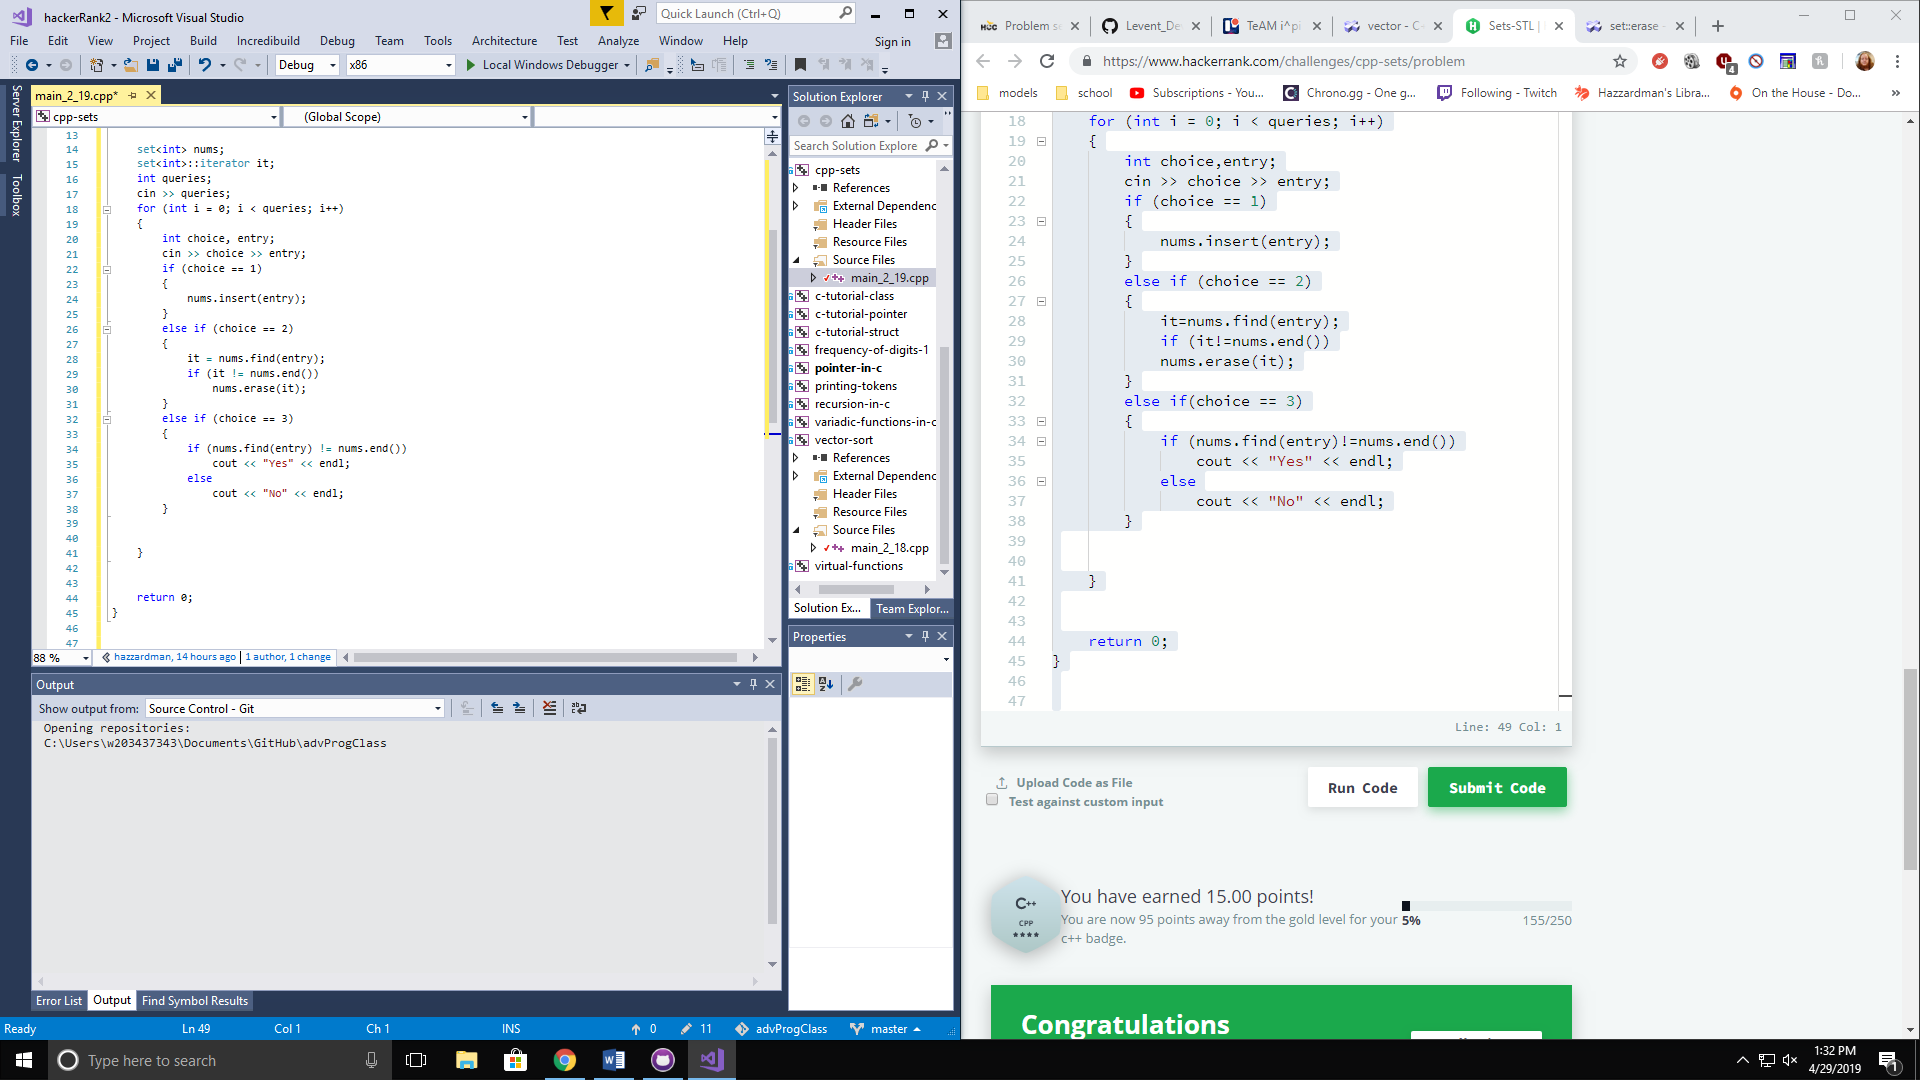 hackerRank2 - Microsoft Visual Studio
Quick Launch (Ctrl+Q)
File Edit View Project Build Incredibuild Debug Team Tools Architecture Test Analyze Window Help
Sign in
Debug x86 Local Windows Debugger
Server Explorer
Toolbox
main_2_19.cpp*
cpp-sets (Global Scope)
13
14 set<int> nums;
15 set<int>::iterator it;
16 int queries;
17 cin >> queries;
18 for (int i = 0; i < queries; i++)
19 {
20 int choice, entry;
21 cin >> choice >> entry;
22 if (choice == 1)
23 {
24 nums.insert(entry);
25 }
26 else if (choice == 2)
27 {
28 it = nums.find(entry);
29 if (it != nums.end())
30 nums.erase(it);
31 }
32 else if (choice == 3)
33 {
34 if (nums.find(entry) != nums.end())
35 cout << "Yes" << endl;
36 else
37 cout << "No" << endl;
38 }
39
40
41 }
42
43
44 return 0;
45 }
46
47
88 % hazzardman, 14 hours ago | 1 author, 1 change
Output
Show output from: Source Control - Git
Opening repositories:
C:\Users\w203437343\Documents\GitHub\advProgClass
Error List Output Find Symbol Results
Solution Explorer
Search Solution Explore
cpp-sets
References
External Dependenc
Header Files
Resource Files
Source Files
main_2_19.cpp
c-tutorial-class
c-tutorial-pointer
c-tutorial-struct
frequency-of-digits-1
pointer-in-c
printing-tokens
recursion-in-c
variadic-functions-in-c
vector-sort
References
External Dependenc
Header Files
Resource Files
Source Files
main_2_18.cpp
virtual-functions
Solution Ex... Team Explor...
Properties
Ready Ln 49 Col 1 Ch 1 INS 0 11 advProgClass master
Problem se Levent_De TeAM i^pi vector - C+ Sets-STL | set::erase -
https://www.hackerrank.com/challenges/cpp-sets/problem
4
models school Subscriptions - You... Chrono.gg - One g... Following - Twitch Hazzardman's Libra... On the House - Do... »
18 for (int i = 0; i < queries; i++)
19 {
20 int choice,entry;
21 cin >> choice >> entry;
22 if (choice == 1)
23 {
24 nums.insert(entry);
25 }
26 else if (choice == 2)
27 {
28 it=nums.find(entry);
29 if (it!=nums.end())
30 nums.erase(it);
31 }
32 else if(choice == 3)
33 {
34 if (nums.find(entry)!=nums.end())
35 cout << "Yes" << endl;
36 else
37 cout << "No" << endl;
38 }
39
40
41 }
42
43
44 return 0;
45 }
46
47
Line: 49 Col: 1
Upload Code as File
Test against custom input
Run Code Submit Code
C++
CPP
You have earned 15.00 points!
You are now 95 points away from the gold level for your c++ badge.
5% 155/250
Congratulations
Type here to search
1:32 PM
4/29/2019
1